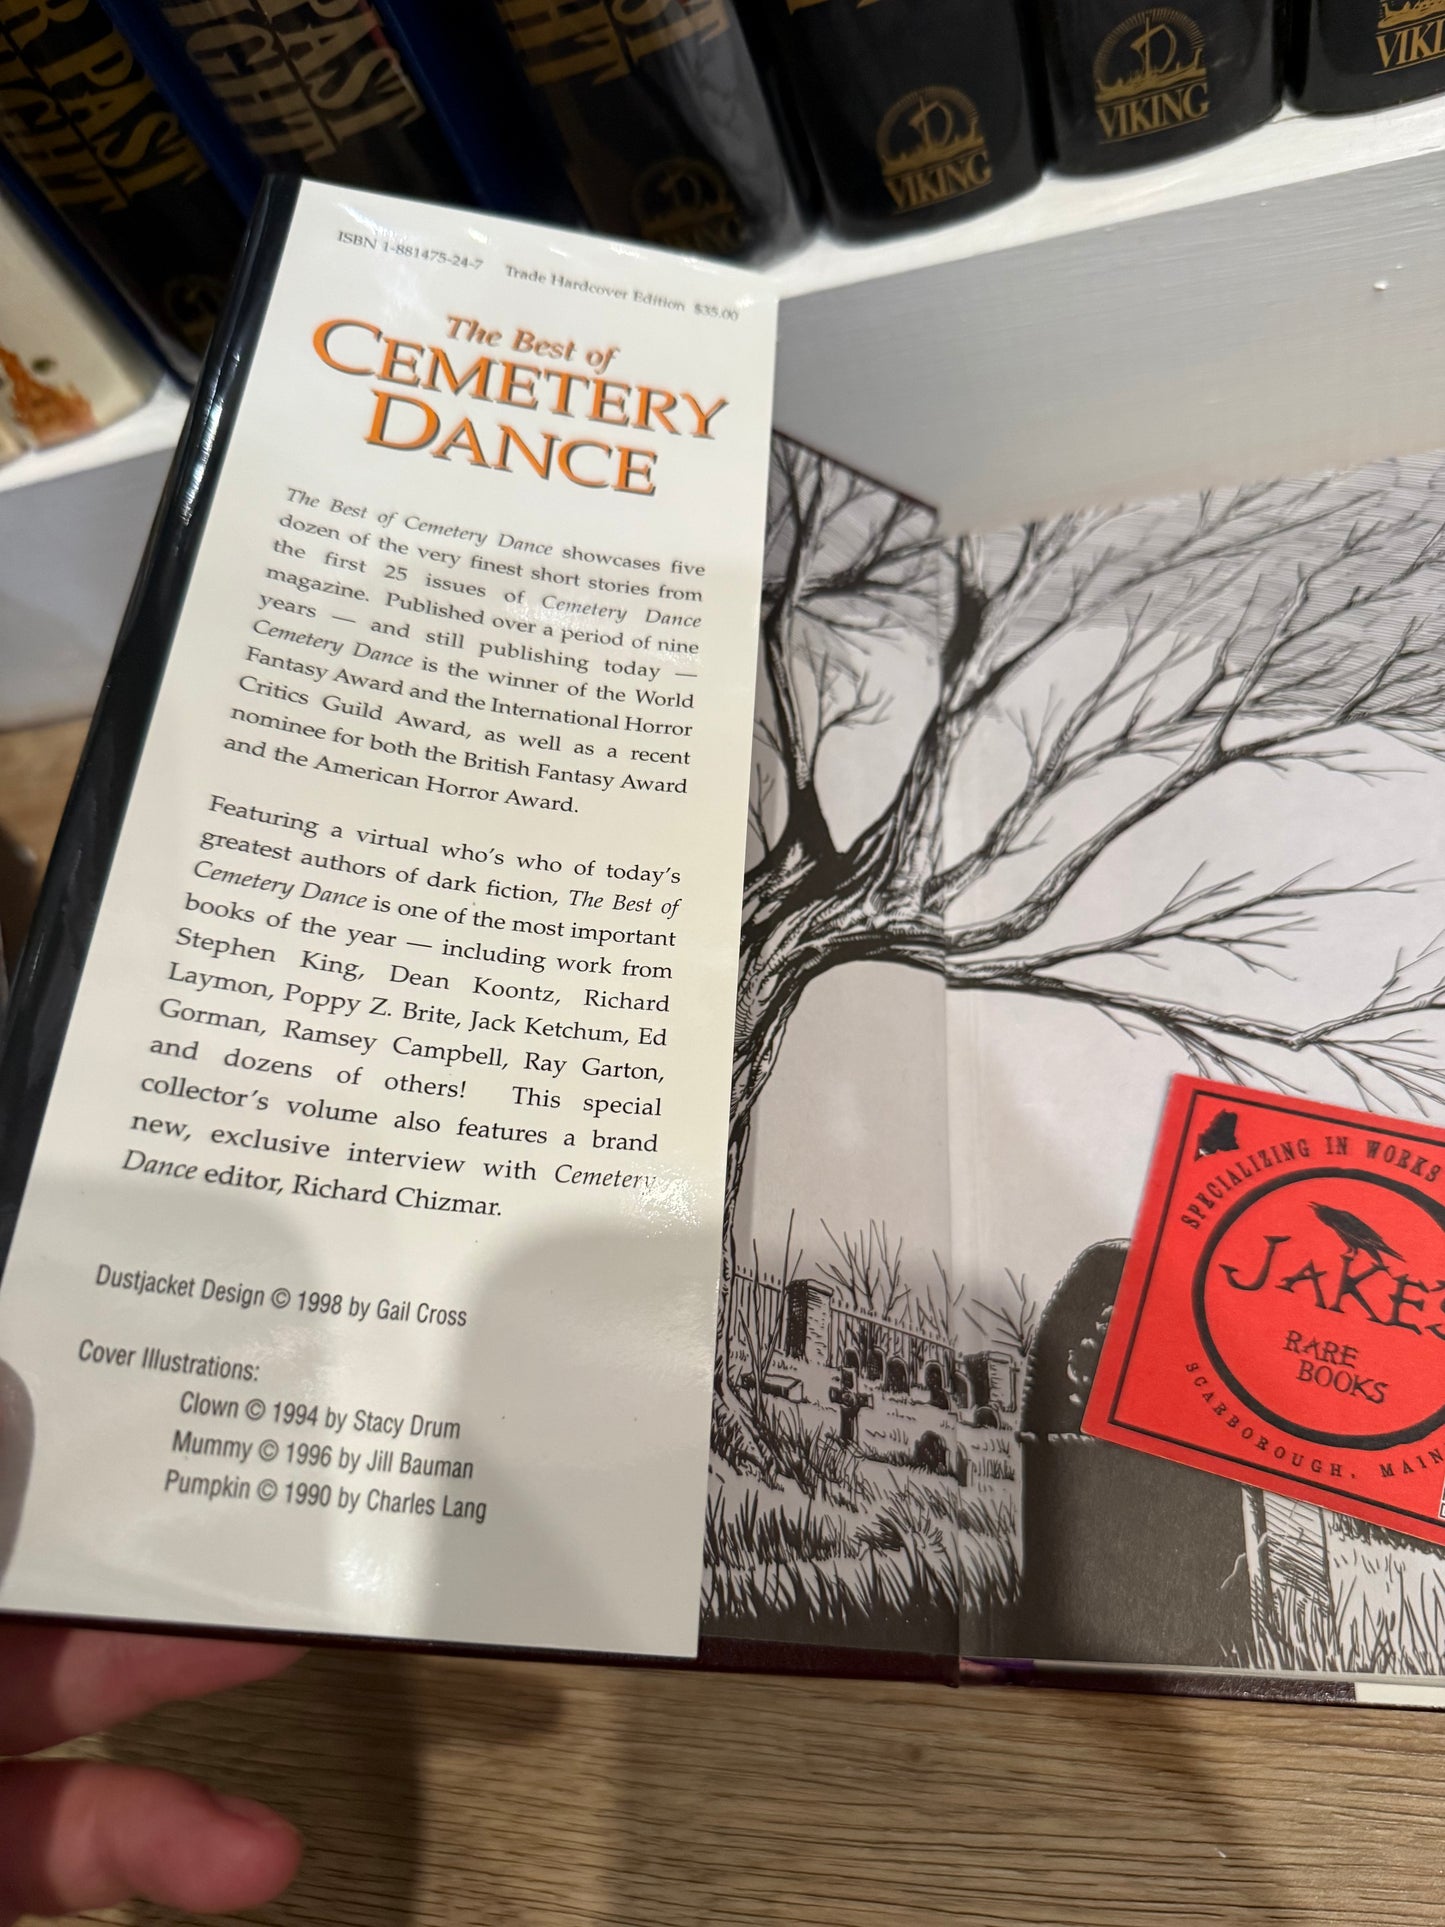 R PAST
IGHT
PAST
IGHT
VIKING
VIKING
ISBN 1-881475-24-7 Trade Hardcover Edition $35.00
The Best of
CEMETERY
DANCE
The Best of Cemetery Dance showcases five
dozen of the very finest short stories from
the first 25 issues of Cemetery Dance
magazine. Published over a period of nine
years — and still publishing today —
Cemetery Dance is the winner of the World
Fantasy Award and the International Horror
Critics Guild Award, as well as a recent
nominee for both the British Fantasy Award
and the American Horror Award.
Featuring a virtual who's who of today's
greatest authors of dark fiction, The Best of
Cemetery Dance is one of the most important
books of the year — including work from
Stephen King, Dean Koontz, Richard
Laymon, Poppy Z. Brite, Jack Ketchum, Ed
Gorman, Ramsey Campbell, Ray Garton,
and dozens of others! This special
collector's volume also features a brand
new, exclusive interview with Cemetery
Dance editor, Richard Chizmar.
Dustjacket Design © 1998 by Gail Cross
Cover Illustrations:
Clown © 1994 by Stacy Drum
Mummy © 1996 by Jill Bauman
Pumpkin © 1990 by Charles Lang
SPECIALIZING IN WORKS
JAKE'S
RARE
BOOKS
SCARBOROUGH, MAIN